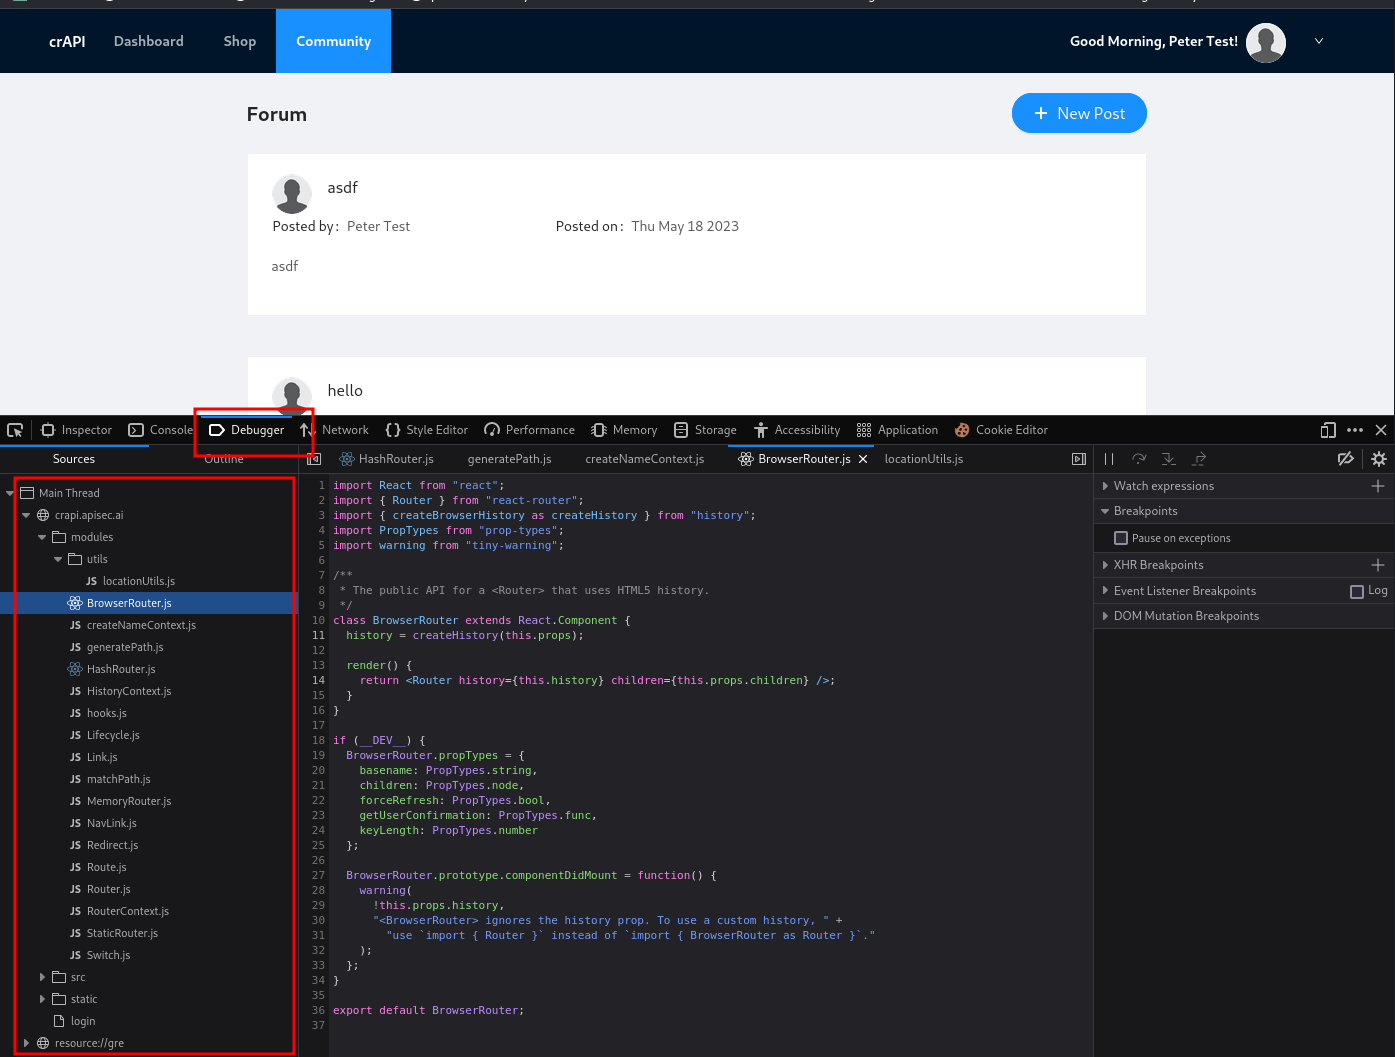 crAPI Dashboard Shop Community Good Morning, Peter Test!
Forum
+ New Post
asdf
Posted by: Peter Test Posted on: Thu May 18 2023
asdf
hello
Inspector Console Debugger Network Style Editor Performance Memory Storage Accessibility Application Cookie Editor
Sources Outline
HashRouter.js generatePath.js createNameContext.js BrowserRouter.js locationUtils.js
Main Thread
crapi.apisec.ai
modules
utils
JS locationUtils.js
BrowserRouter.js
JS createNameContext.js
JS generatePath.js
HashRouter.js
JS HistoryContext.js
JS hooks.js
JS Lifecycle.js
JS Link.js
JS matchPath.js
JS MemoryRouter.js
JS NavLink.js
JS Redirect.js
JS Route.js
JS Router.js
JS RouterContext.js
JS StaticRouter.js
JS Switch.js
src
static
login
resource://gre
1 import React from "react";
2 import { Router } from "react-router";
3 import { createBrowserHistory as createHistory } from "history";
4 import PropTypes from "prop-types";
5 import warning from "tiny-warning";
6
7 /**
8  * The public API for a <Router> that uses HTML5 history.
9  */
10 class BrowserRouter extends React.Component {
11   history = createHistory(this.props);
12
13   render() {
14     return <Router history={this.history} children={this.props.children} />;
15   }
16 }
17
18 if (__DEV__) {
19   BrowserRouter.propTypes = {
20     basename: PropTypes.string,
21     children: PropTypes.node,
22     forceRefresh: PropTypes.bool,
23     getUserConfirmation: PropTypes.func,
24     keyLength: PropTypes.number
25   };
26
27   BrowserRouter.prototype.componentDidMount = function() {
28     warning(
29       !this.props.history,
30       "<BrowserRouter> ignores the history prop. To use a custom history, " +
31         "use `import { Router }` instead of `import { BrowserRouter as Router }`."
32     );
33   };
34 }
35
36 export default BrowserRouter;
37
Watch expressions
Breakpoints
Pause on exceptions
XHR Breakpoints
Event Listener Breakpoints Log
DOM Mutation Breakpoints